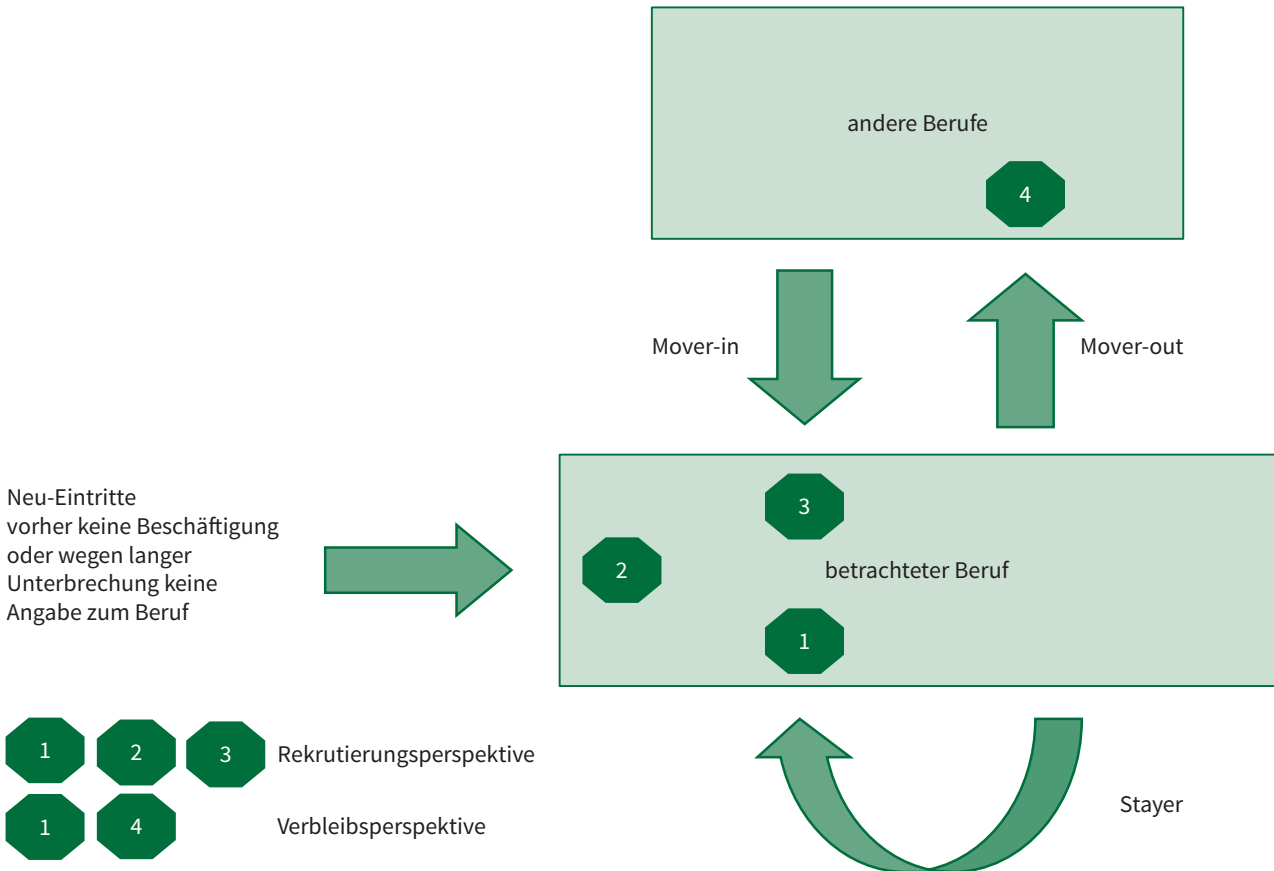 andere Berufe
4
Mover-in
Mover-out
Neu-Eintritte
vorher keine Beschäftigung
oder wegen langer
Unterbrechung keine
Angabe zum Beruf
3
2
betrachteter Beruf
1
1 2 3 Rekrutierungsperspektive
1 4 Verbleibsperspektive
Stayer